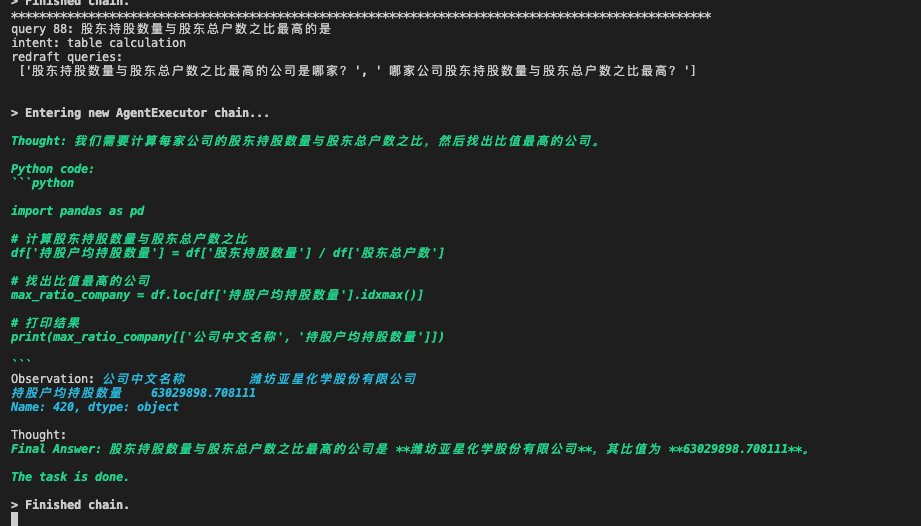 > Finished chain.
****************************************************************************************************
query 88: 股东持股数量与股东总户数之比最高的是
intent: table calculation
redraft queries:
['股东持股数量与股东总户数之比最高的公司是哪家? ', ' 哪家公司股东持股数量与股东总户数之比最高? ']
> Entering new AgentExecutor chain...
Thought: 我们需要计算每家公司的股东持股数量与股东总户数之比, 然后找出比值最高的公司。
Python code:
```python
import pandas as pd
# 计算股东持股数量与股东总户数之比
df['持股户均持股数量'] = df['股东持股数量'] / df['股东总户数']
# 找出比值最高的公司
max_ratio_company = df.loc[df['持股户均持股数量'].idxmax()]
# 打印结果
print(max_ratio_company[['公司中文名称', '持股户均持股数量']])
```
Observation: 公司中文名称 潍坊亚星化学股份有限公司
持股户均持股数量 63029898.708111
Name: 420, dtype: object
Thought:
Final Answer: 股东持股数量与股东总户数之比最高的公司是 **潍坊亚星化学股份有限公司**, 其比值为 **63029898.708111**。
The task is done.
> Finished chain.